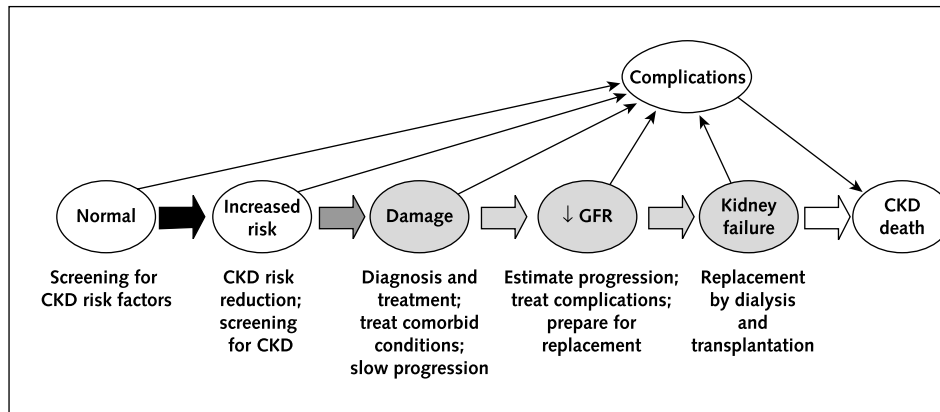 Complications
Normal
Increased
risk
Damage
↓ GFR
Kidney
failure
CKD
death
Screening for
CKD risk factors
CKD risk
reduction;
screening
for CKD
Diagnosis and
treatment;
treat comorbid
conditions;
slow progression
Estimate progression;
treat complications;
prepare for
replacement
Replacement
by dialysis
and
transplantation